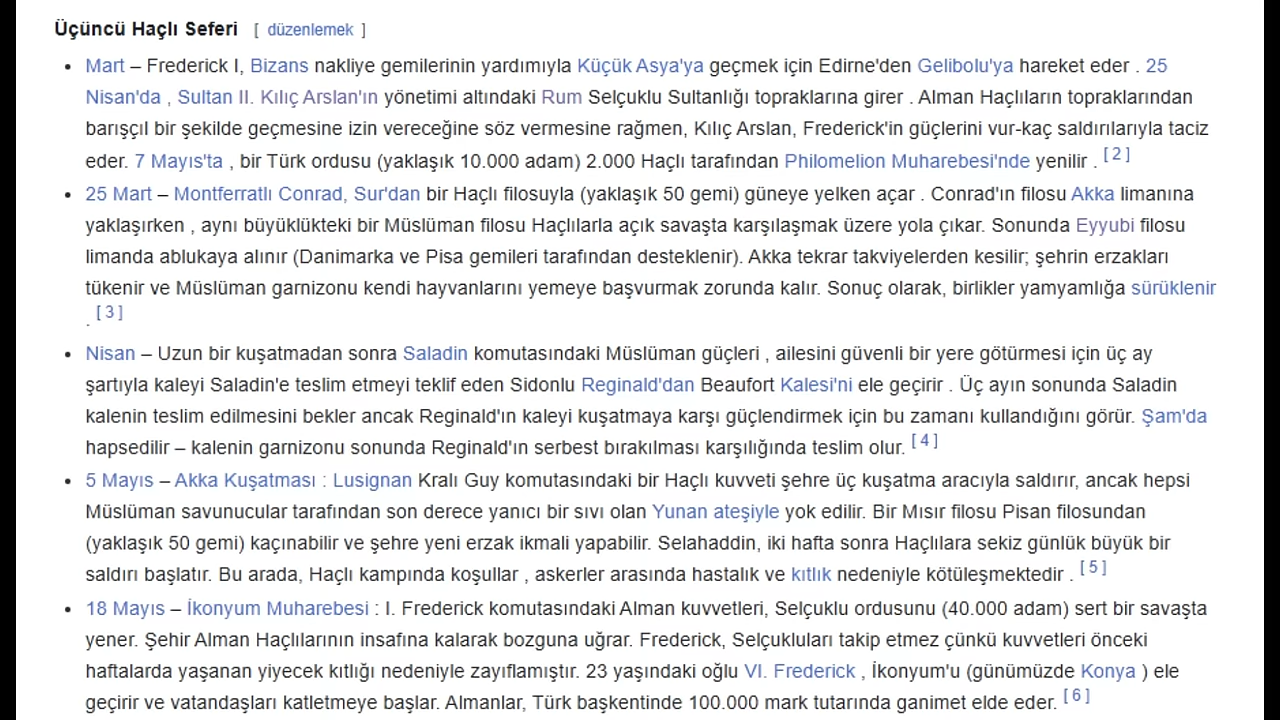 Üçüncü Haçlı Seferi [ düzenlemek ]
• Mart – Frederick I, Bizans nakliye gemilerinin yardımıyla Küçük Asya'ya geçmek için Edirne'den Gelibolu'ya hareket eder . 25
Nisan'da , Sultan II. Kılıç Arslan'ın yönetimi altındaki Rum Selçuklu Sultanlığı topraklarına girer . Alman Haçlıların topraklarından
barışçıl bir şekilde geçmesine izin vereceğine söz vermesine rağmen, Kılıç Arslan, Frederick'in güçlerini vur-kaç saldırılarıyla taciz
eder. 7 Mayıs'ta , bir Türk ordusu (yaklaşık 10.000 adam) 2.000 Haçlı tarafından Philomelion Muharebesi'nde yenilir . [ 2 ]
• 25 Mart – Montferratlı Conrad, Sur'dan bir Haçlı filosuyla (yaklaşık 50 gemi) güneye yelken açar . Conrad'ın filosu Akka limanına
yaklaşırken , aynı büyüklükteki bir Müslüman filosu Haçlılarla açık savaşta karşılaşmak üzere yola çıkar. Sonunda Eyyubi filosu
limanda ablukaya alınır (Danimarka ve Pisa gemileri tarafından desteklenir). Akka tekrar takviyelerden kesilir; şehrin erzakları
tükenir ve Müslüman garnizonu kendi hayvanlarını yemeye başvurmak zorunda kalır. Sonuç olarak, birlikler yamyamlığa sürüklenir
. [ 3 ]
• Nisan – Uzun bir kuşatmadan sonra Saladin komutasındaki Müslüman güçleri , ailesini güvenli bir yere götürmesi için üç ay
şartıyla kaleyi Saladin'e teslim etmeyi teklif eden Sidonlu Reginald'dan Beaufort Kalesi'ni ele geçirir . Üç ayın sonunda Saladin
kalenin teslim edilmesini bekler ancak Reginald'ın kaleyi kuşatmaya karşı güçlendirmek için bu zamanı kullandığını görür. Şam'da
hapsedilir – kalenin garnizonu sonunda Reginald'ın serbest bırakılması karşılığında teslim olur. [ 4 ]
• 5 Mayıs – Akka Kuşatması : Lusignan Kralı Guy komutasındaki bir Haçlı kuvveti şehre üç kuşatma aracıyla saldırır, ancak hepsi
Müslüman savunucular tarafından son derece yanıcı bir sıvı olan Yunan ateşiyle yok edilir. Bir Mısır filosu Pisan filosundan
(yaklaşık 50 gemi) kaçınabilir ve şehre yeni erzak ikmali yapabilir. Selahaddin, iki hafta sonra Haçlılara sekiz günlük büyük bir
saldırı başlatır. Bu arada, Haçlı kampında koşullar , askerler arasında hastalık ve kıtlık nedeniyle kötüleşmektedir . [ 5 ]
• 18 Mayıs – İkonyum Muharebesi : I. Frederick komutasındaki Alman kuvvetleri, Selçuklu ordusunu (40.000 adam) sert bir savaşta
yener. Şehir Alman Haçlılarının insafına kalarak bozguna uğrar. Frederick, Selçukluları takip etmez çünkü kuvvetleri önceki
haftalarda yaşanan yiyecek kıtlığı nedeniyle zayıflamıştır. 23 yaşındaki oğlu VI. Frederick , İkonyum'u (günümüzde Konya ) ele
geçirir ve vatandaşları katletmeye başlar. Almanlar, Türk başkentinde 100.000 mark tutarında ganimet elde eder. [ 6 ]